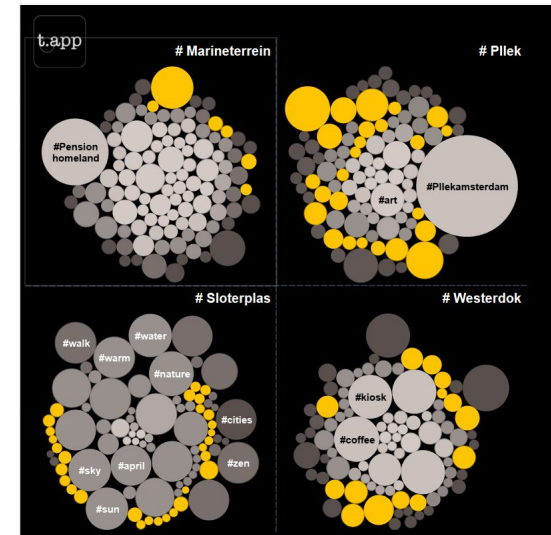 t.app
# Marineterrein
#Pension
homeland
# Pllek
#Pllekamsterdam
#art
# Sloterplas
#water
#walk
#warm
#nature
#cities
#sky
#april
#zen
#sun
# Westerdok
#kiosk
#coffee